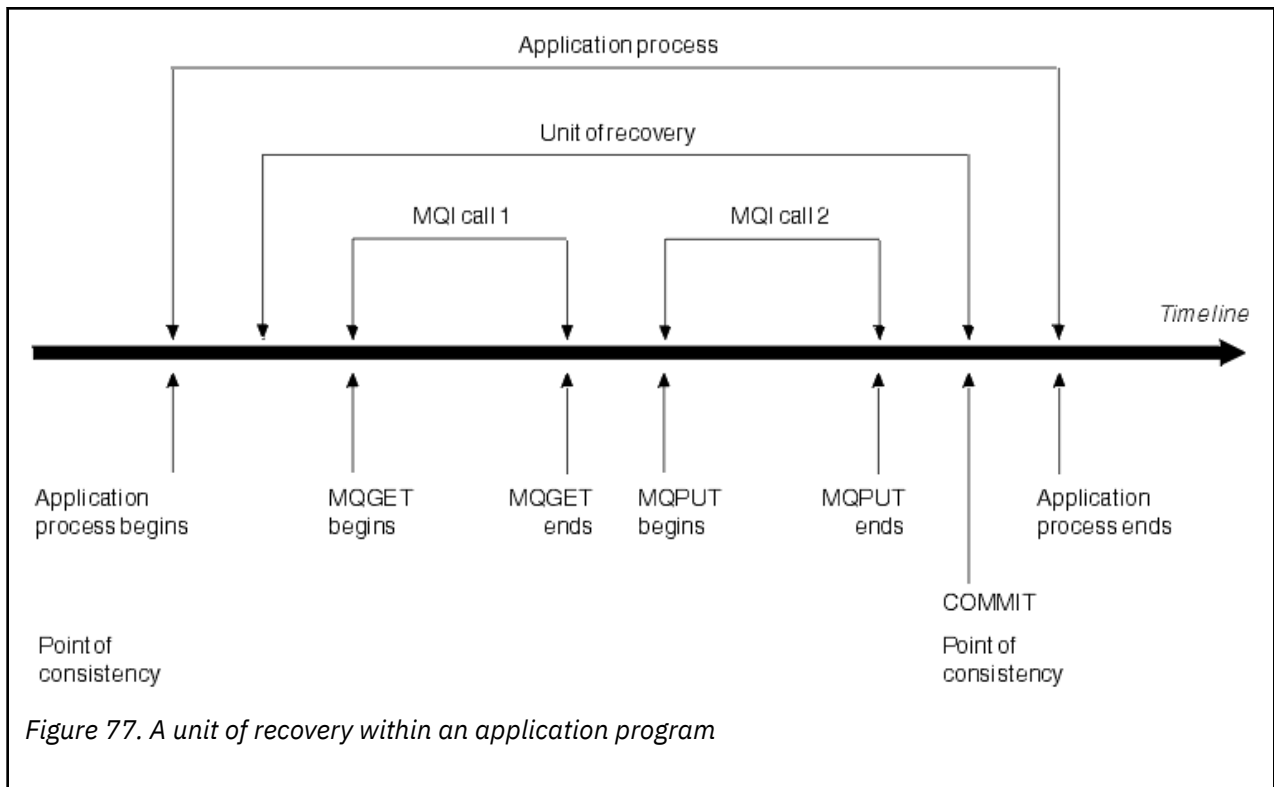 Application process
Unit of recovery
MQI call 1
MQI call 2
Timeline
Application
process begins
MQGET
begins
MQGET
ends
MQPUT
begins
MQPUT
ends
Application
process ends
COMMIT
Point of
consistency
Point of
consistency
Figure 77. A unit of recovery within an application program